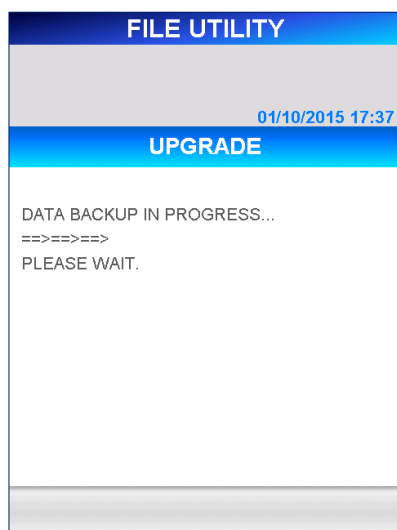 FILE UTILITY
01/10/2015 17:37
UPGRADE
DATA BACKUP IN PROGRESS...
==>==>==>
PLEASE WAIT.